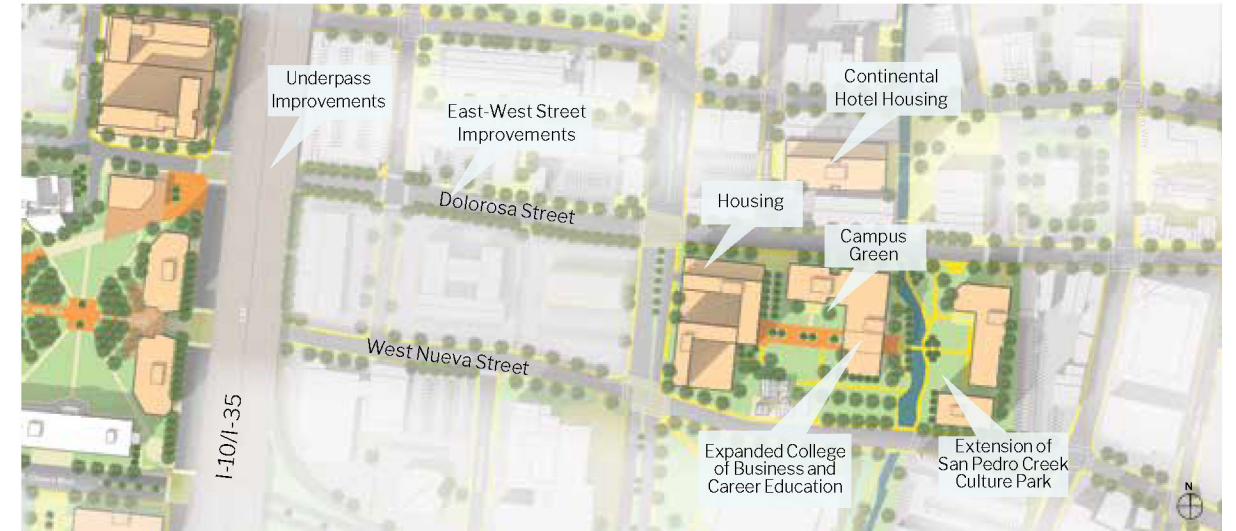 Underpass
Improvements
East-West Street
Improvements
Continental
Hotel Housing
Dolorosa Street
Housing
Campus
Green
West Nueva Street
I-10/I-35
Expanded College
of Business and
Career Education
Extension of
San Pedro Creek
Culture Park
N